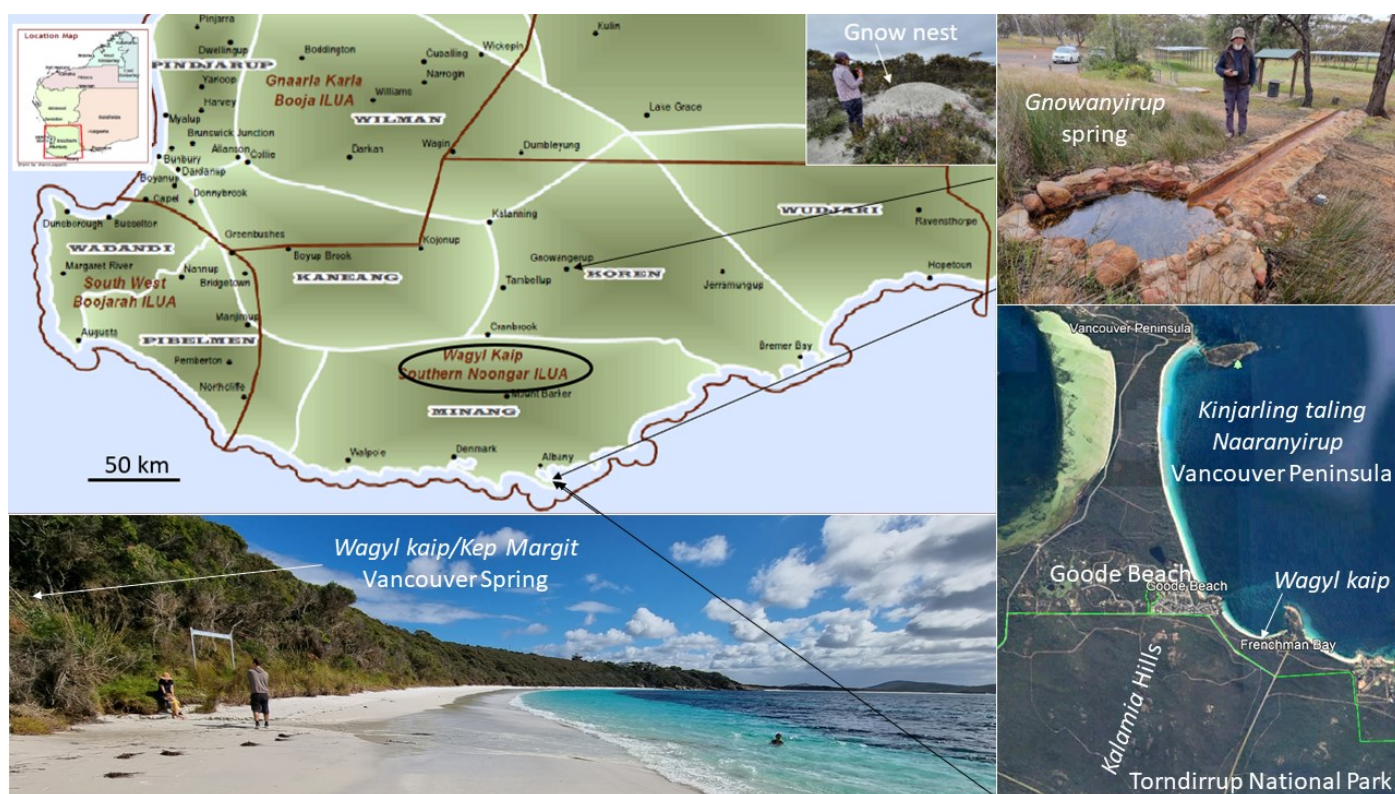 Location Map
Pinjarra
Dwellingup
PINDJARUP
Yarloop
Harvey
Myalup
Brunswick Junction
Allanson
Collie
Bunbury
Dardanup
Boyanup
Capel
Donnybrook
Boddington
Gnaarla Karla
Booja ILUA
Cuballing
Wickepin
Narrogin
Williams
WILMAN
Darkan
Wagin
Dumbleyung
Kulin
Lake Grace
Dunsborough
Busselton
WADANDI
Margaret River
South West
Boojarah ILUA
Nannup
Bridgetown
Greenbushes
Boyup Brook
Kojonup
KANEANG
Katanning
Gnowangerup
KOREN
Tambellup
Jerramungup
WUDJARI
Ravensthorpe
Hopetoun
Augusta
Manjimup
PIBELMEN
Pemberton
Northcliffe
Cranbrook
Wagyl Kaip
Southern Noongar ILUA
Mount Barker
MINANG
Bremer Bay
Walpole
Denmark
Albany
50 km
Gnow nest
Gnowanyirup
spring
Wagyl kaip/Kep Margit
Vancouver Spring
Vancouver Peninsula
Kinjarling taling
Naaranyirup
Vancouver Peninsula
Goode Beach
Goode Beach
Wagyl kaip
Frenchman Bay
Kalamia Hills
Torndirrup National Park